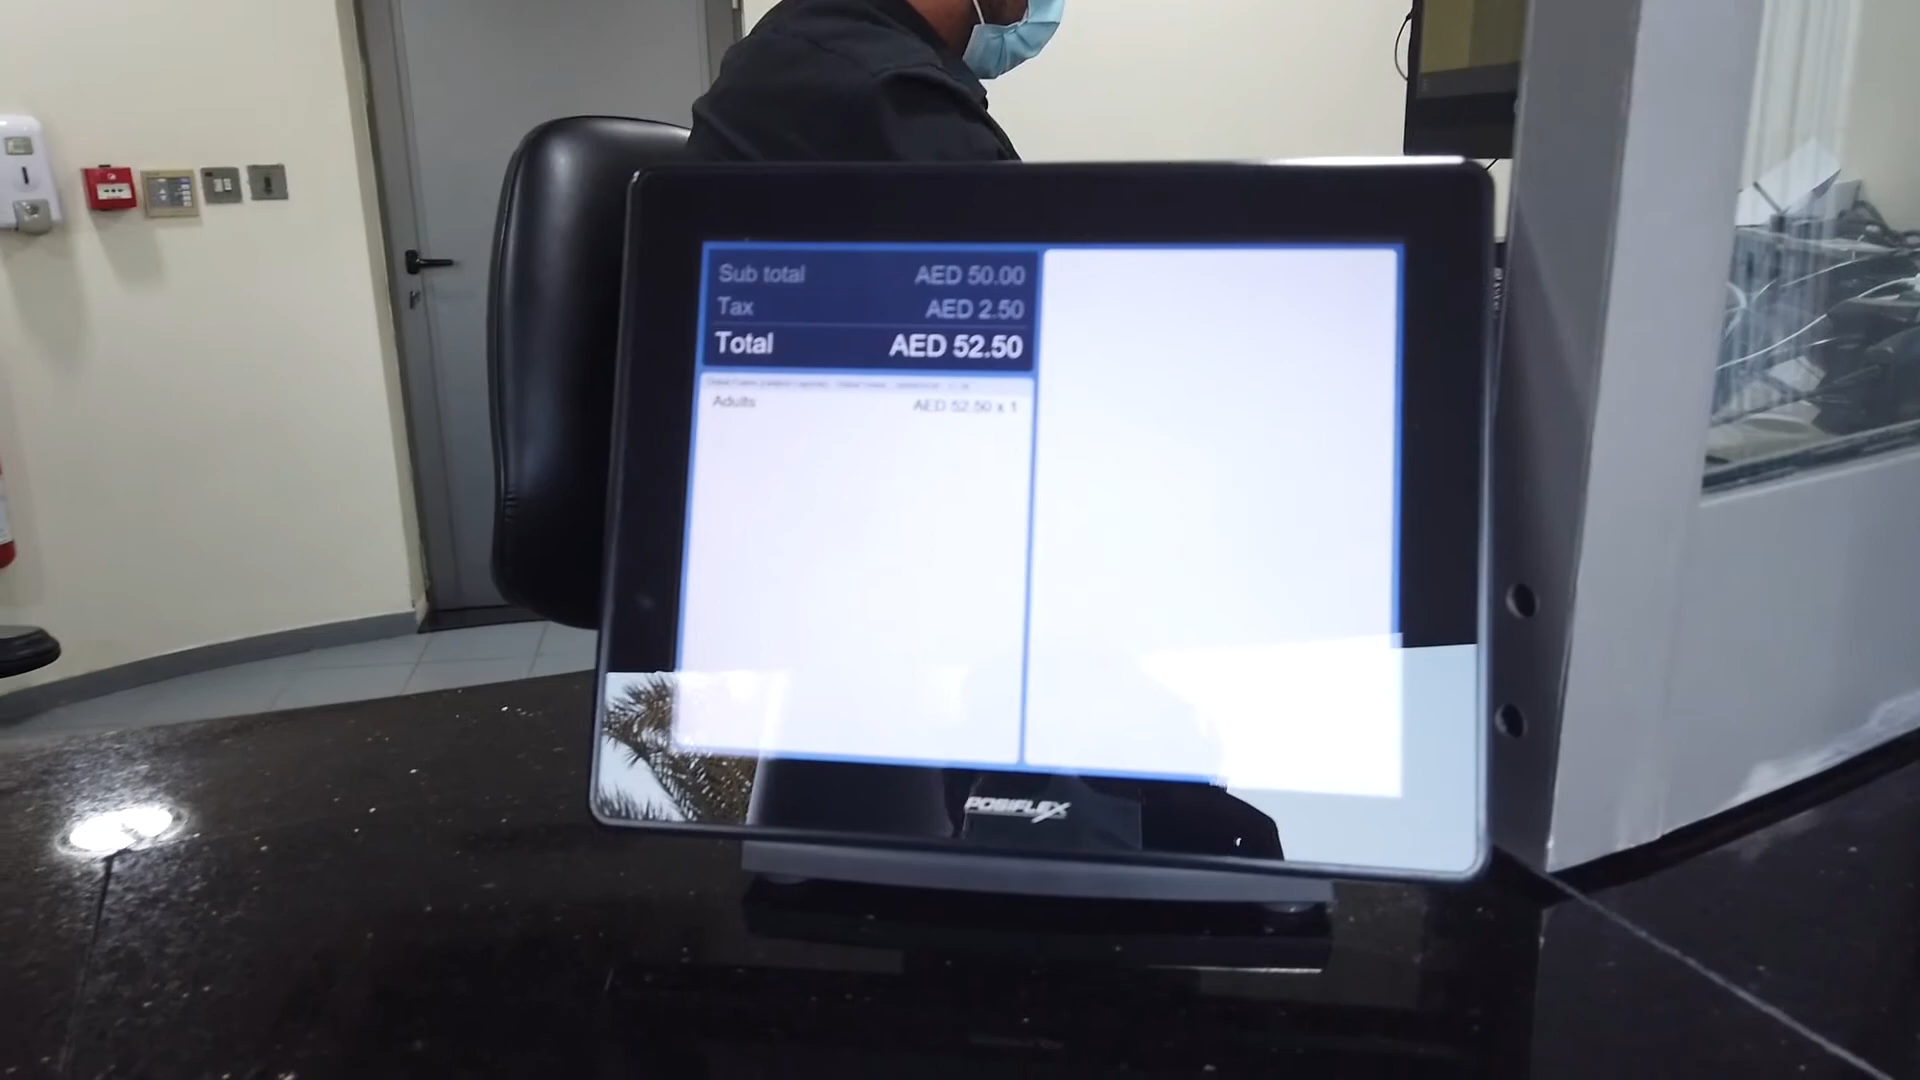 Sub total AED 50.00
Tax AED 2.50
Total AED 52.50
Adults AED 52.50 x 1
POSIFLEX